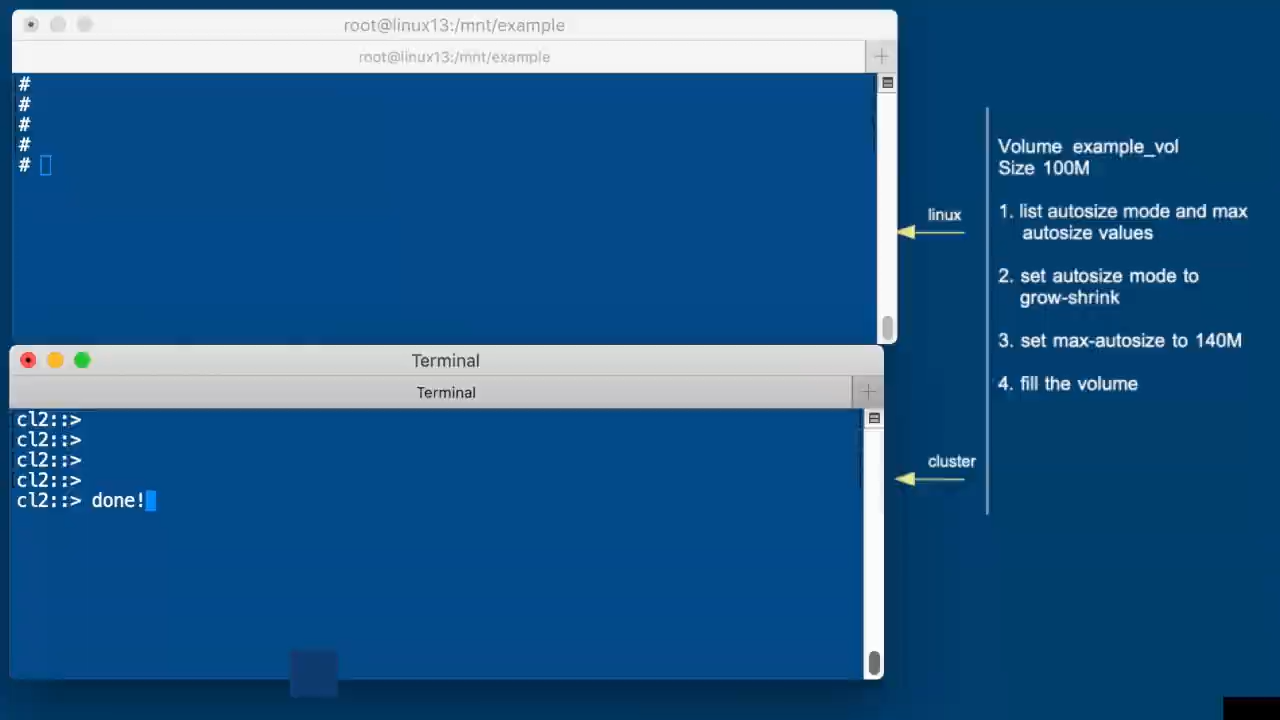 root@linux13:/mnt/example
root@linux13:/mnt/example
#
#
#
#
#
linux
Terminal
Terminal
cl2::>
cl2::>
cl2::>
cl2::>
cl2::> done!
cluster
Volume example_vol
Size 100M
1. list autosize mode and max
autosize values
2. set autosize mode to
grow-shrink
3. set max-autosize to 140M
4. fill the volume